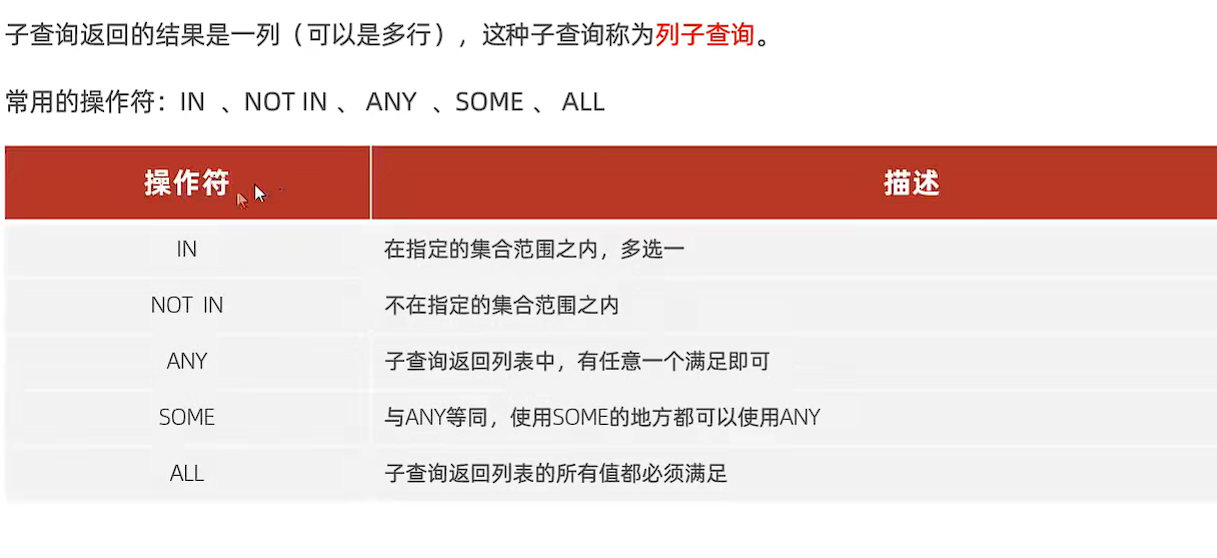 子查询返回的结果是一列（可以是多行），这种子查询称为列子查询。
常用的操作符：IN 、NOT IN 、 ANY 、SOME 、 ALL
操作符 描述
IN 在指定的集合范围之内，多选一
NOT IN 不在指定的集合范围之内
ANY 子查询返回列表中，有任意一个满足即可
SOME 与ANY等同，使用SOME的地方都可以使用ANY
ALL 子查询返回列表的所有值都必须满足